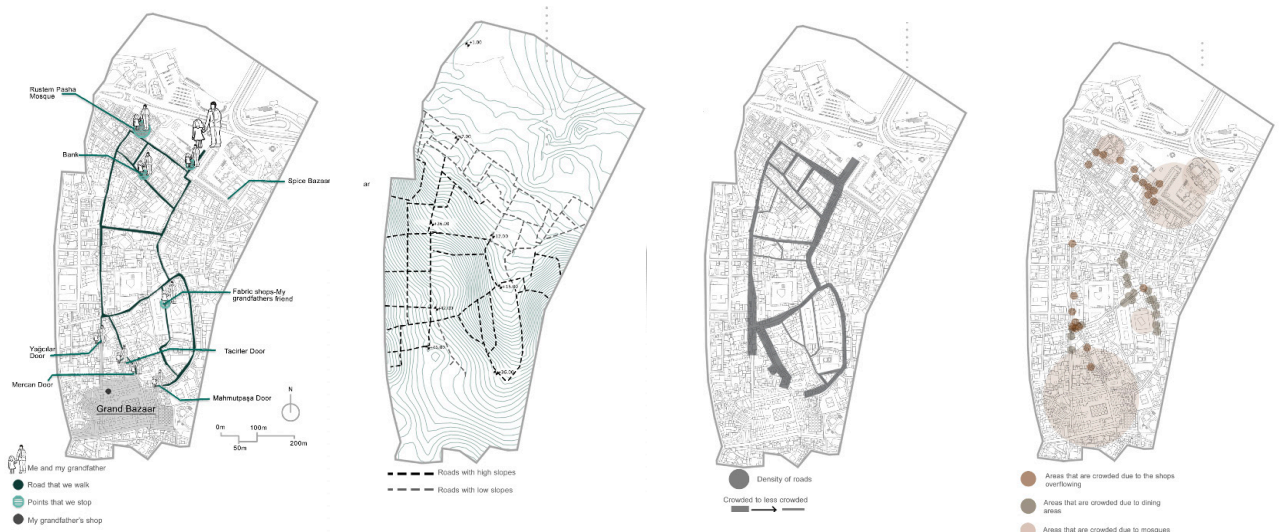 Rustem Pasha
Mosque
Bank
Spice Bazaar
Fabric shops-My
grandfathers friend
Yağcılar
Door
Tacirler Door
Mercan Door
Mahmutpaşa Door
Grand Bazaar
N
0m
100m
50m
200m
Me and my grandfather
Road that we walk
Points that we stop
My grandfather's shop
ar
Roads with high slopes
Roads with low slopes
Density of roads
Crowded to less crowded
Areas that are crowded due to the shops
overflowing
Areas that are crowded due to dining
areas
Areas that are crowded due to mosques